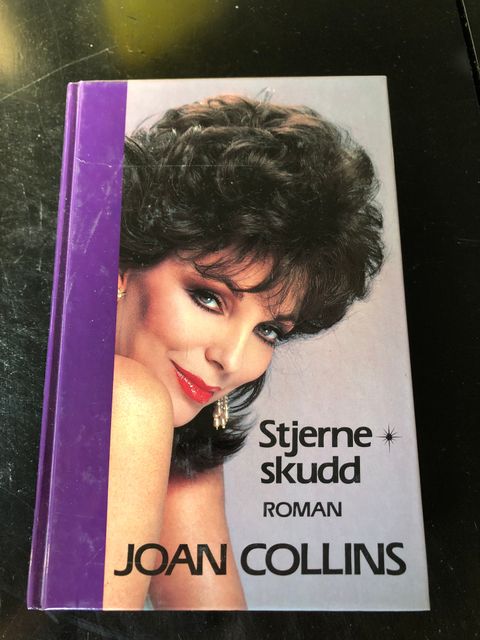 Stjerne
skudd
ROMAN
JOAN COLLINS